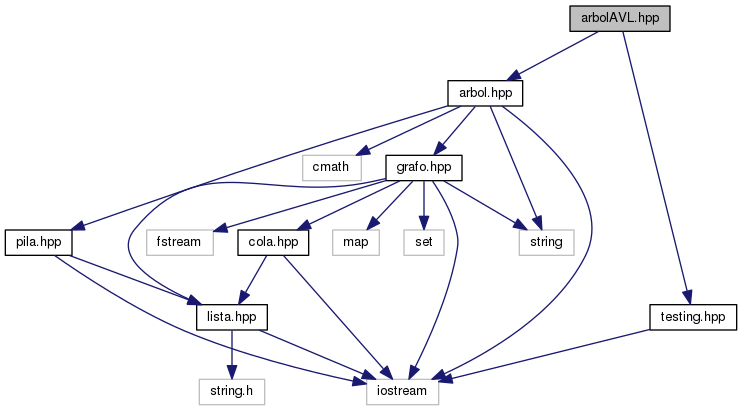 arbolAVL.hpp
arbol.hpp
cmath
grafo.hpp
pila.hpp
fstream
cola.hpp
map
set
string
lista.hpp
testing.hpp
string.h
iostream